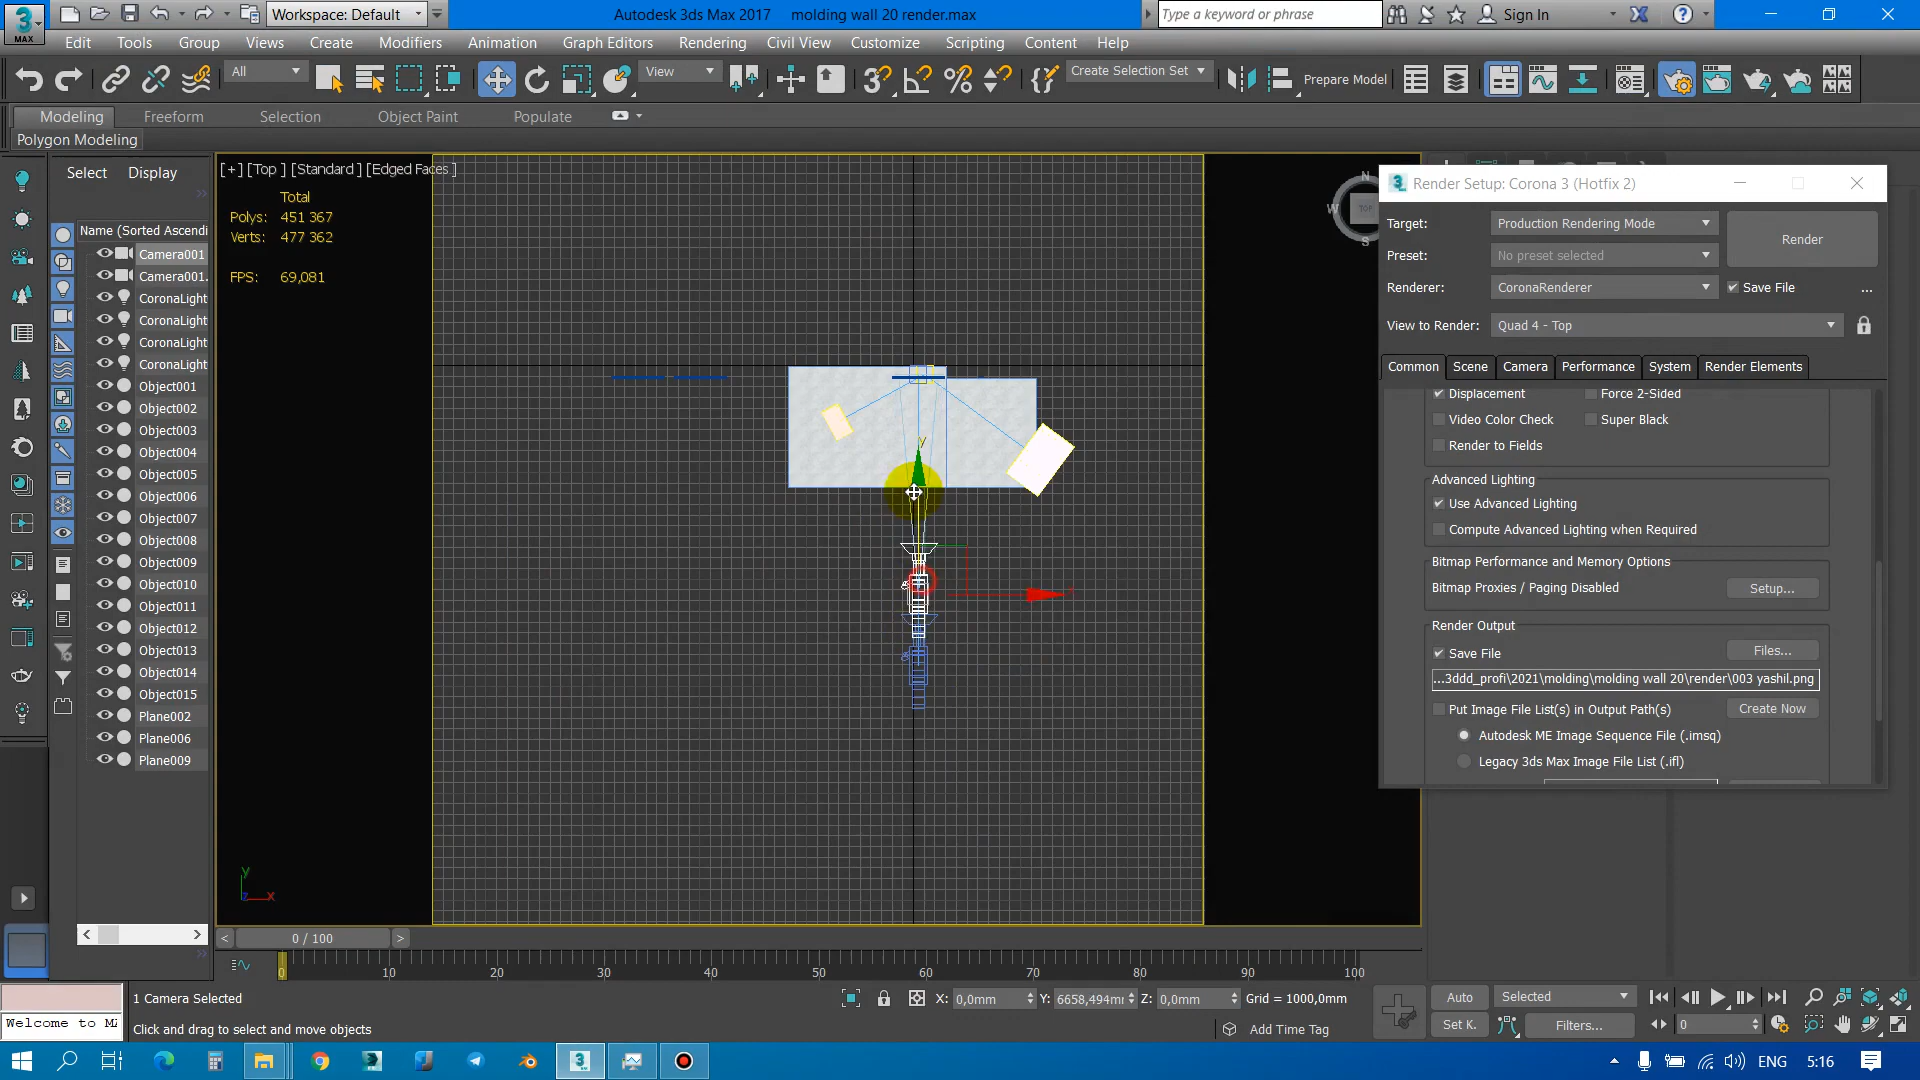 Workspace: Default
Autodesk 3ds Max 2017 molding wall 20 render.max
Type a keyword or phrase
Sign In
MAX
Edit Tools Group Views Create Modifiers Animation Graph Editors Rendering Civil View Customize Scripting Content Help
All
View
Create Selection Set
Prepare Model
Modeling Freeform Selection Object Paint Populate
Polygon Modeling
Select Display
Name (Sorted Ascendi
Camera001
Camera001.
CoronaLight
CoronaLight
CoronaLight
CoronaLight
Object001
Object002
Object003
Object004
Object005
Object006
Object007
Object008
Object009
Object010
Object011
Object012
Object013
Object014
Object015
Plane002
Plane006
Plane009
[+] [Top ] [Standard ] [Edged Faces ]
Total
Polys: 451 367
Verts: 477 362
FPS: 69,081
N
W TOP
S
y
x
y
z x
Render Setup: Corona 3 (Hotfix 2)
Target: Production Rendering Mode
Render
Preset: No preset selected
Renderer: CoronaRenderer
Save File ...
View to Render: Quad 4 - Top
Common Scene Camera Performance System Render Elements
Displacement Force 2-Sided
Video Color Check Super Black
Render to Fields
Advanced Lighting
Use Advanced Lighting
Compute Advanced Lighting when Required
Bitmap Performance and Memory Options
Bitmap Proxies / Paging Disabled Setup...
Render Output
Save File Files...
...3ddd_profi\2021\molding\molding wall 20\render\003 yashil.png
Put Image File List(s) in Output Path(s) Create Now
Autodesk ME Image Sequence File (.imsq)
Legacy 3ds Max Image File List (.ifl)
< 0 / 100 >
0 10 20 30 40 50 60 70 80 90 100
1 Camera Selected
X: 0,0mm Y: 6658,494mm Z: 0,0mm Grid = 1000,0mm
Auto Selected
Welcome to MA
Click and drag to select and move objects
Add Time Tag
Set K. Filters...
0
ENG 5:16